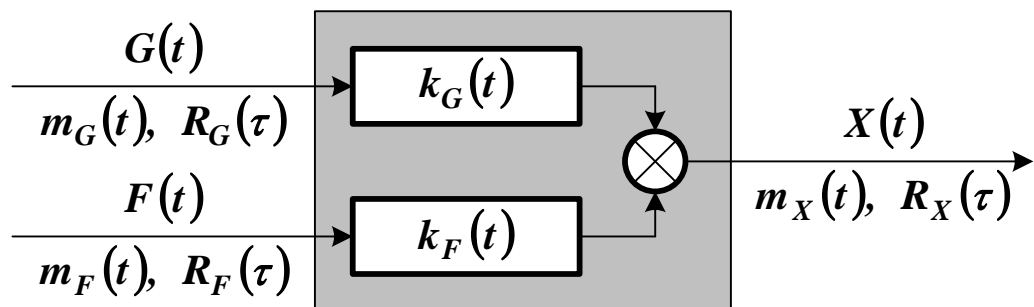 G(t)
m_G(t), R_G(τ)
k_G(t)
F(t)
m_F(t), R_F(τ)
k_F(t)
X(t)
m_X(t), R_X(τ)